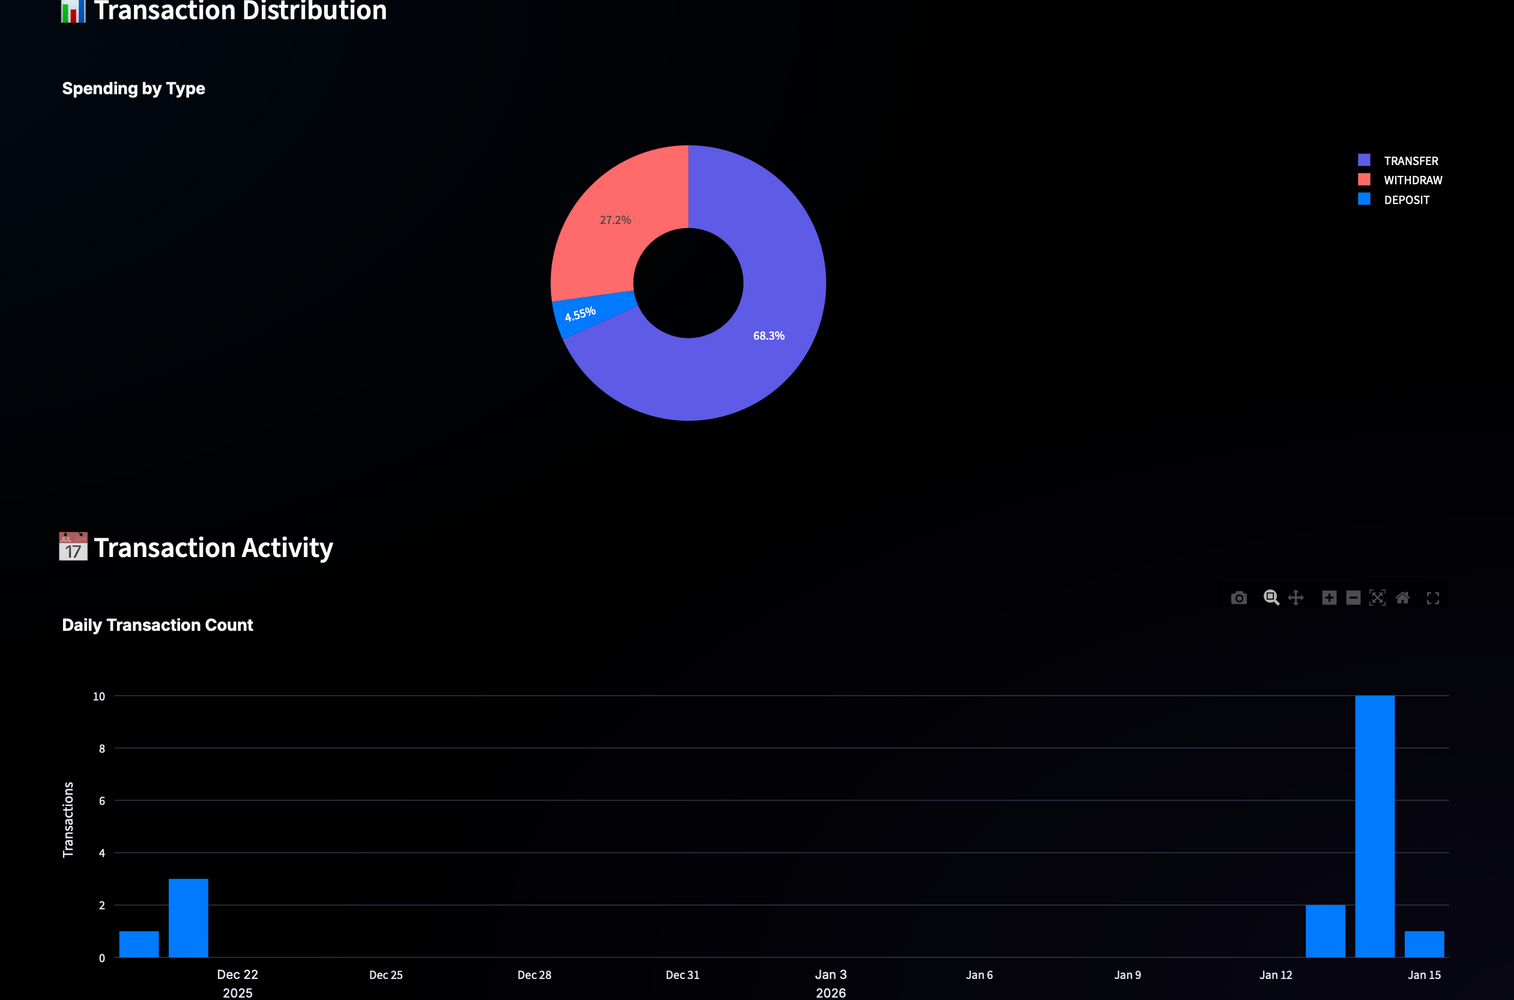 Transaction Distribution
Spending by Type
TRANSFER
WITHDRAW
DEPOSIT
27.2%
4.55%
68.3%
JUL
17
Transaction Activity
Daily Transaction Count
Transactions
10
8
6
4
2
0
Dec 22
2025
Dec 25
Dec 28
Dec 31
Jan 3
2026
Jan 6
Jan 9
Jan 12
Jan 15